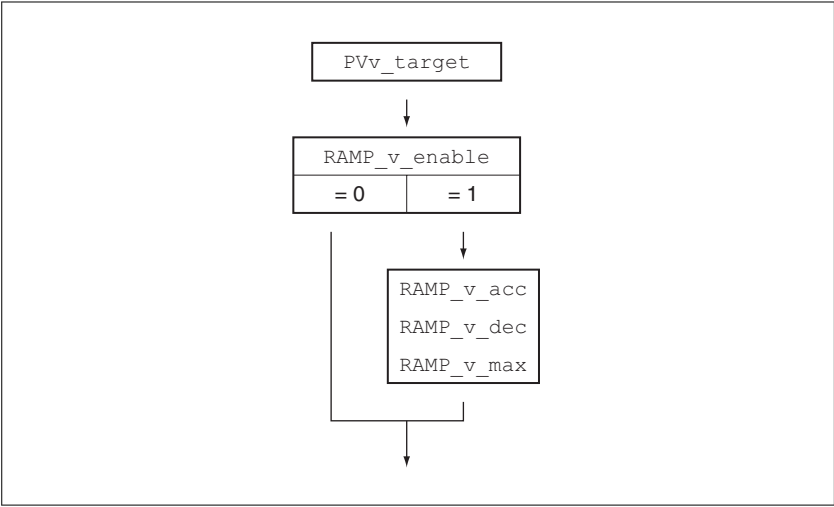 PVv_target
RAMP_v_enable
= 0 = 1
RAMP_v_acc
RAMP_v_dec
RAMP_v_max